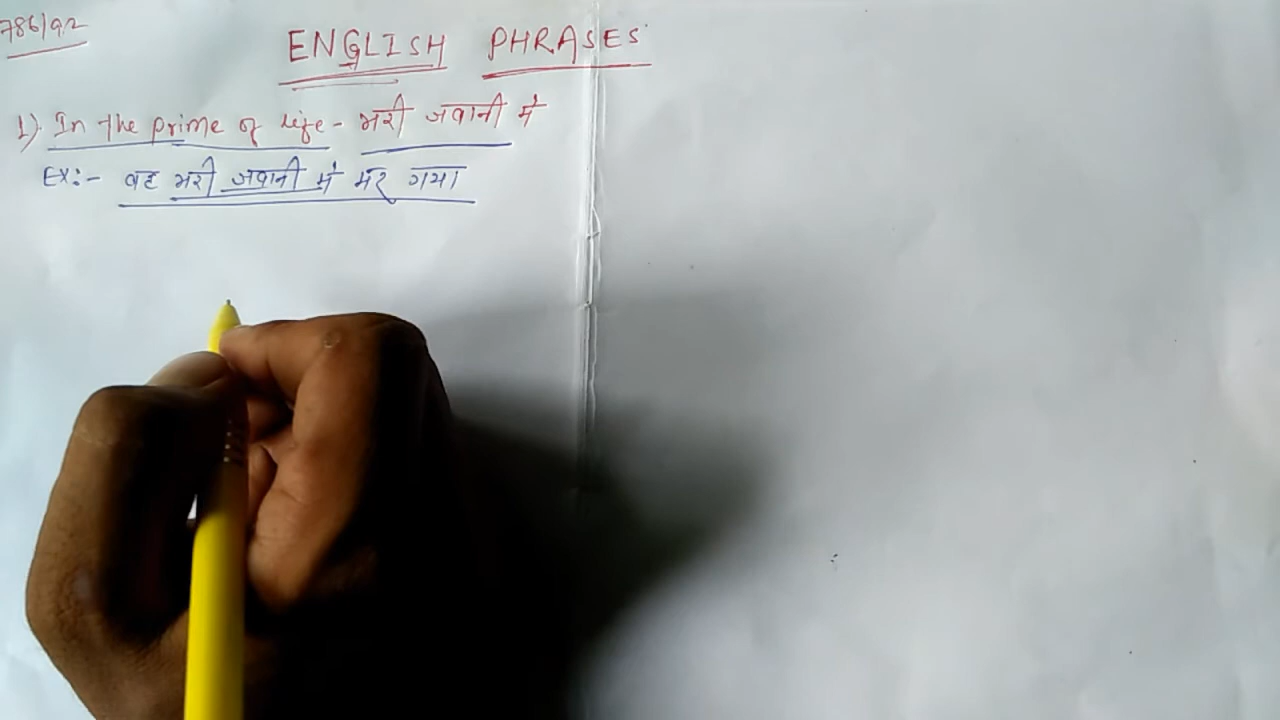 786/92
ENGLISH PHRASES
1). In the prime of life - भरी जवानी में
Ex:- वह भरी जवानी में मर गया